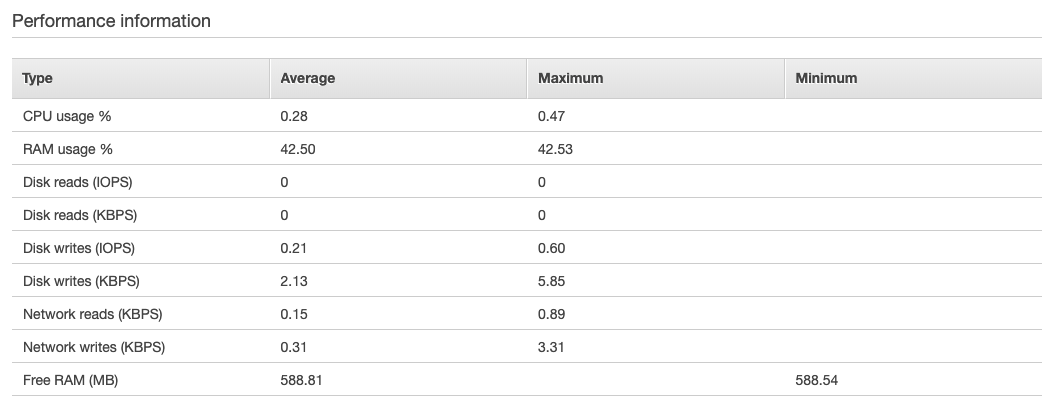 Performance information
Type Average Maximum Minimum
CPU usage % 0.28 0.47
RAM usage % 42.50 42.53
Disk reads (IOPS) 0 0
Disk reads (KBPS) 0 0
Disk writes (IOPS) 0.21 0.60
Disk writes (KBPS) 2.13 5.85
Network reads (KBPS) 0.15 0.89
Network writes (KBPS) 0.31 3.31
Free RAM (MB) 588.81 588.54